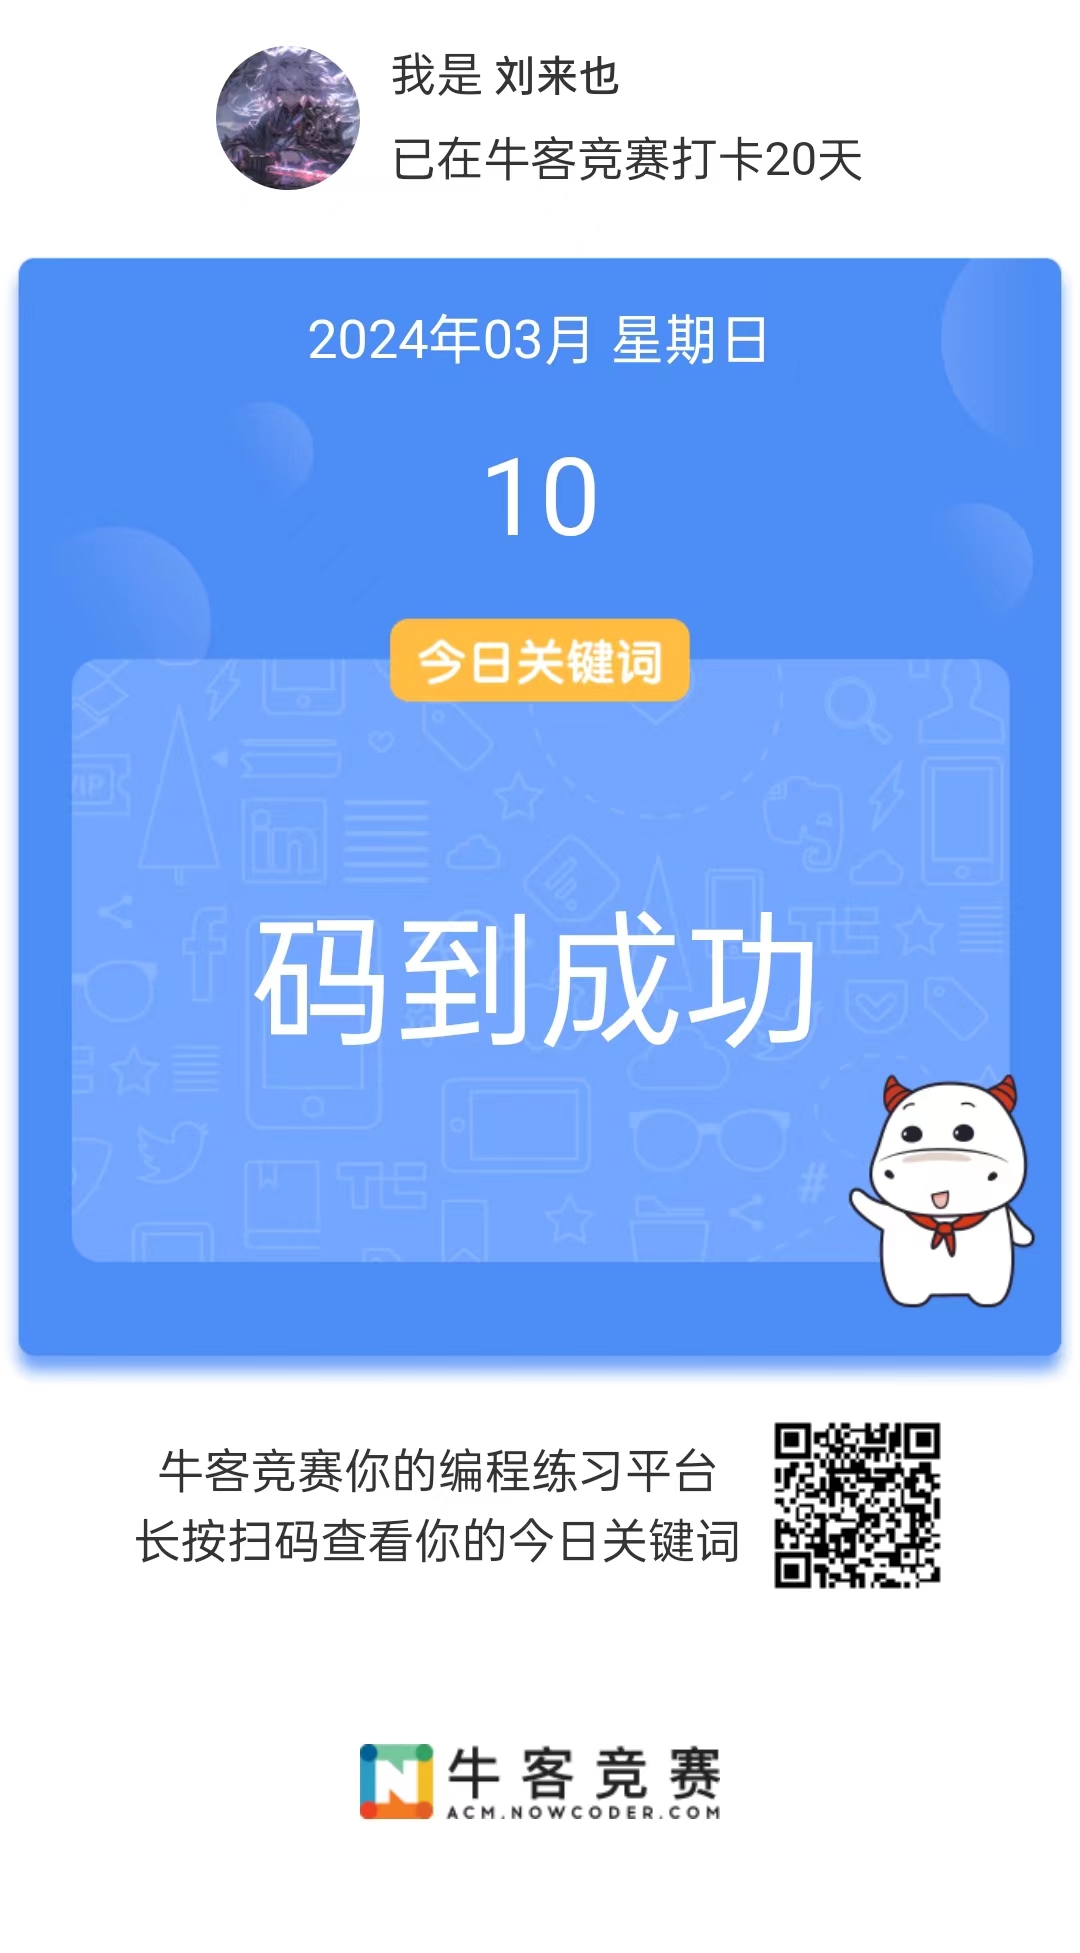 我是 刘来也
已在牛客竞赛打卡20天
2024年03月 星期日
10
今日关键词
VIP
in
f
码到成功
#
牛客竞赛你的编程练习平台
长按扫码查看你的今日关键词
N 牛客竞赛
ACM.NOWCODER.COM